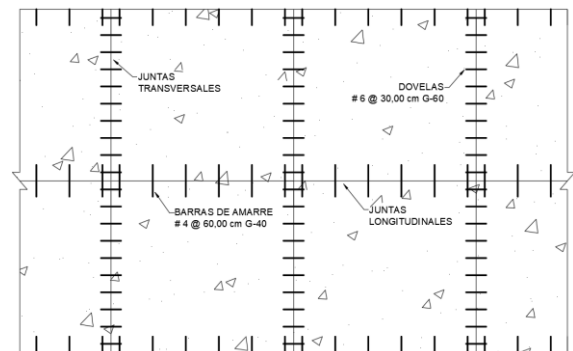 JUNTAS
TRANSVERSALES
DOVELAS
# 6 @ 30,00 cm G-60
BARRAS DE AMARRE
# 4 @ 60,00 cm G-40
JUNTAS
LONGITUDINALES